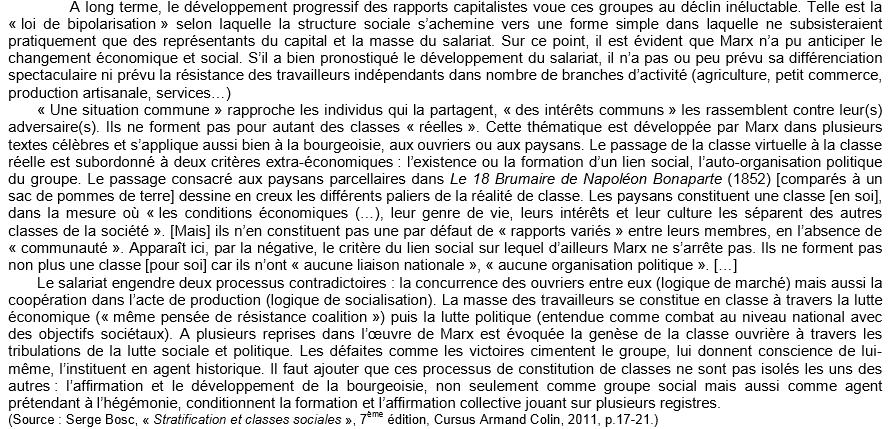 A long terme, le développement progressif des rapports capitalistes voue ces groupes au déclin inéluctable. Telle est la
« loi de bipolarisation » selon laquelle la structure sociale s'achemine vers une forme simple dans laquelle ne subsisteraient
pratiquement que des représentants du capital et la masse du salariat. Sur ce point, il est évident que Marx n'a pu anticiper le
changement économique et social. S'il a bien pronostiqué le développement du salariat, il n'a pas ou peu prévu sa différenciation
spectaculaire ni prévu la résistance des travailleurs indépendants dans nombre de branches d'activité (agriculture, petit commerce,
production artisanale, services…)
« Une situation commune » rapproche les individus qui la partagent, « des intérêts communs » les rassemblent contre leur(s)
adversaire(s). Ils ne forment pas pour autant des classes « réelles ». Cette thématique est développée par Marx dans plusieurs
textes célèbres et s'applique aussi bien à la bourgeoisie, aux ouvriers ou aux paysans. Le passage de la classe virtuelle à la classe
réelle est subordonné à deux critères extra-économiques : l'existence ou la formation d'un lien social, l'auto-organisation politique
du groupe. Le passage consacré aux paysans parcellaires dans Le 18 Brumaire de Napoléon Bonaparte (1852) [comparés à un
sac de pommes de terre] dessine en creux les différents paliers de la réalité de classe. Les paysans constituent une classe [en soi],
dans la mesure où « les conditions économiques (…), leur genre de vie, leurs intérêts et leur culture les séparent des autres
classes de la société ». [Mais] ils n'en constituent pas une par défaut de « rapports variés » entre leurs membres, en l'absence de
« communauté ». Apparaît ici, par la négative, le critère du lien social sur lequel d'ailleurs Marx ne s'arrête pas. Ils ne forment pas
non plus une classe [pour soi] car ils n'ont « aucune liaison nationale », « aucune organisation politique ». […]
Le salariat engendre deux processus contradictoires : la concurrence des ouvriers entre eux (logique de marché) mais aussi la
coopération dans l'acte de production (logique de socialisation). La masse des travailleurs se constitue en classe à travers la lutte
économique (« même pensée de résistance coalition ») puis la lutte politique (entendue comme combat au niveau national avec
des objectifs sociétaux). A plusieurs reprises dans l'œuvre de Marx est évoquée la genèse de la classe ouvrière à travers les
tribulations de la lutte sociale et politique. Les défaites comme les victoires cimentent le groupe, lui donnent conscience de lui-
même, l'instituent en agent historique. Il faut ajouter que ces processus de constitution de classes ne sont pas isolés les uns des
autres : l'affirmation et le développement de la bourgeoisie, non seulement comme groupe social mais aussi comme agent
prétendant à l'hégémonie, conditionnent la formation et l'affirmation collective jouant sur plusieurs registres.
(Source : Serge Bosc, « Stratification et classes sociales », 7ème édition, Cursus Armand Colin, 2011, p.17-21.)